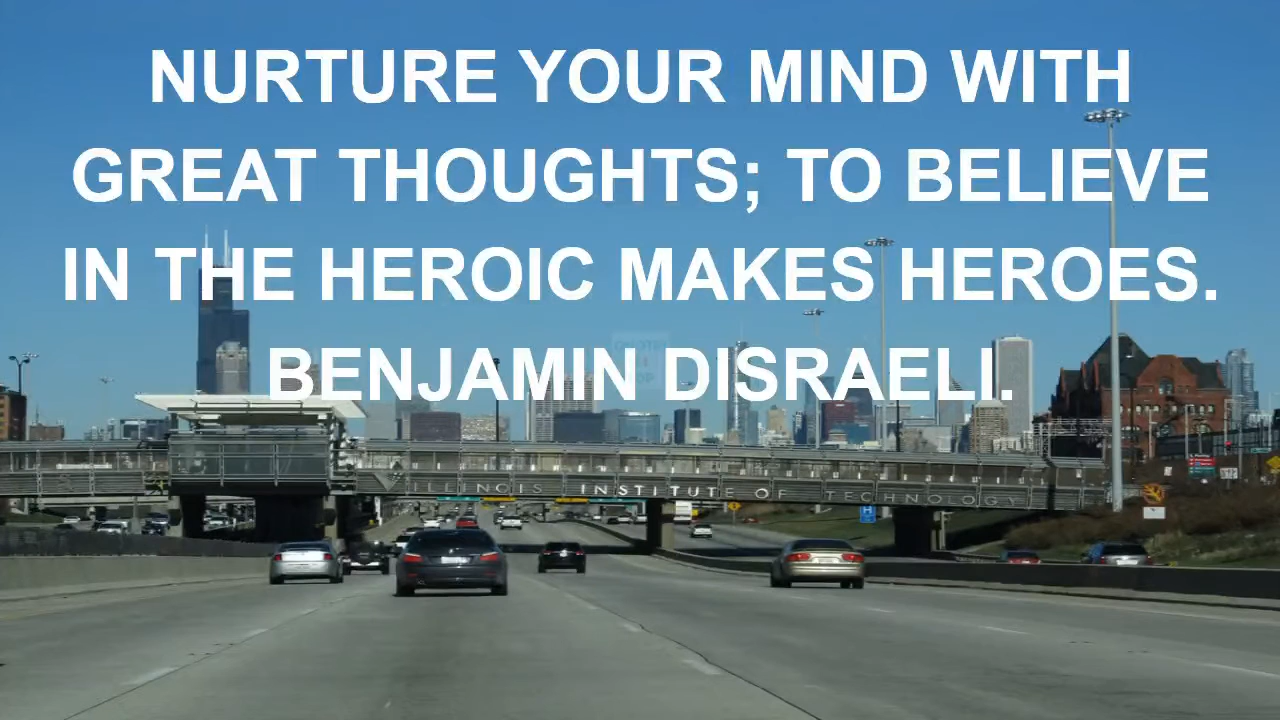 NURTURE YOUR MIND WITH
GREAT THOUGHTS; TO BELIEVE
IN THE HEROIC MAKES HEROES.
BENJAMIN DISRAELI.
ILLINOIS INSTITUTE OF TECHNOLOGY
H